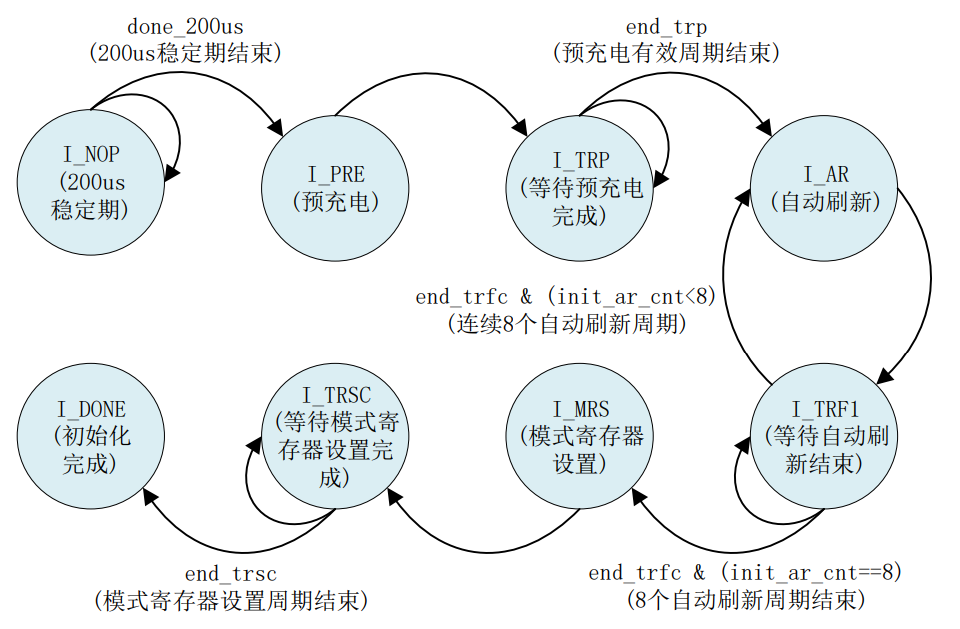 done_200us
(200us稳定期结束)
end_trp
(预充电有效周期结束)
I_NOP
(200us
稳定期)
I_PRE
(预充电)
I_TRP
(等待预充电
完成)
I_AR
(自动刷新)
end_trfc & (init_ar_cnt<8)
(连续8个自动刷新周期)
I_DONE
(初始化
完成)
I_TRSC
(等待模式寄
存器设置完
成)
I_MRS
(模式寄存器
设置)
I_TRF1
(等待自动刷
新结束)
end_trsc
(模式寄存器设置周期结束)
end_trfc & (init_ar_cnt==8)
(8个自动刷新周期结束)